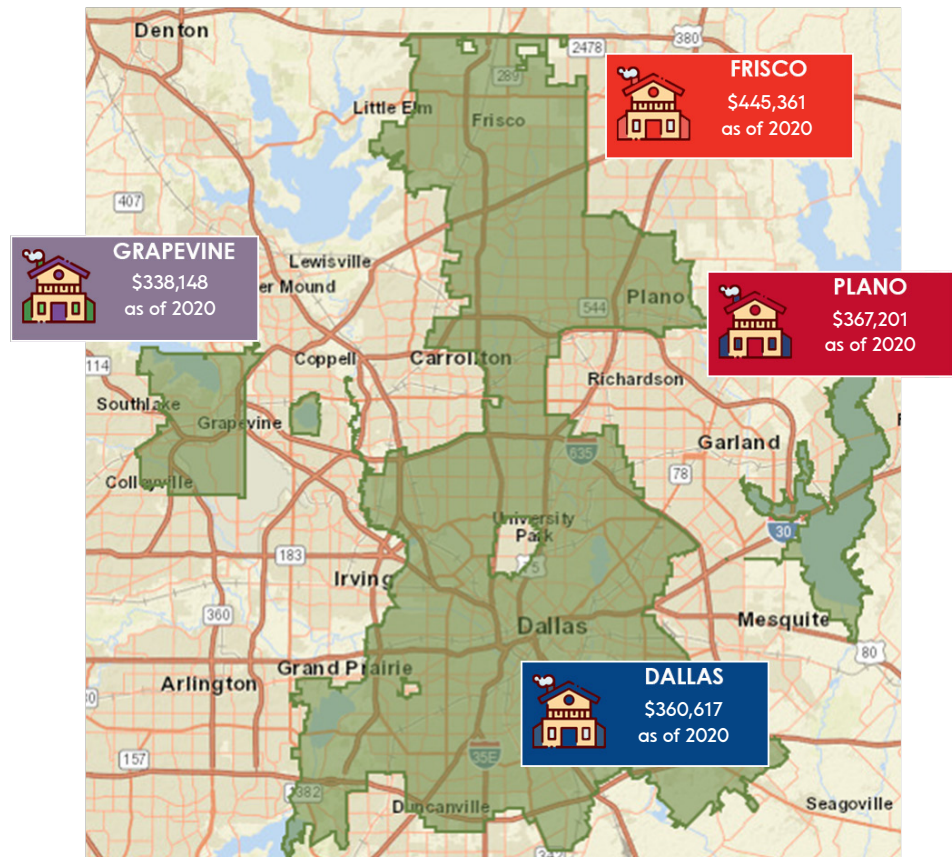 Denton
380
2478
289
FRISCO
$445,361
as of 2020
Little Elm
Frisco
407
GRAPEVINE
$338,148
as of 2020
Lewisville
er Mound
Plano
544
PLANO
$367,201
as of 2020
114
Coppell
Carrollton
Richardson
Southlake
Grapevine
Garland
635
78
Colleyville
University
Park
30
183
75
Irving
360
Dallas
Mesquite
80
Grand Prairie
Arlington
DALLAS
$360,617
as of 2020
157
35E
1382
Duncanville
Seagoville
342